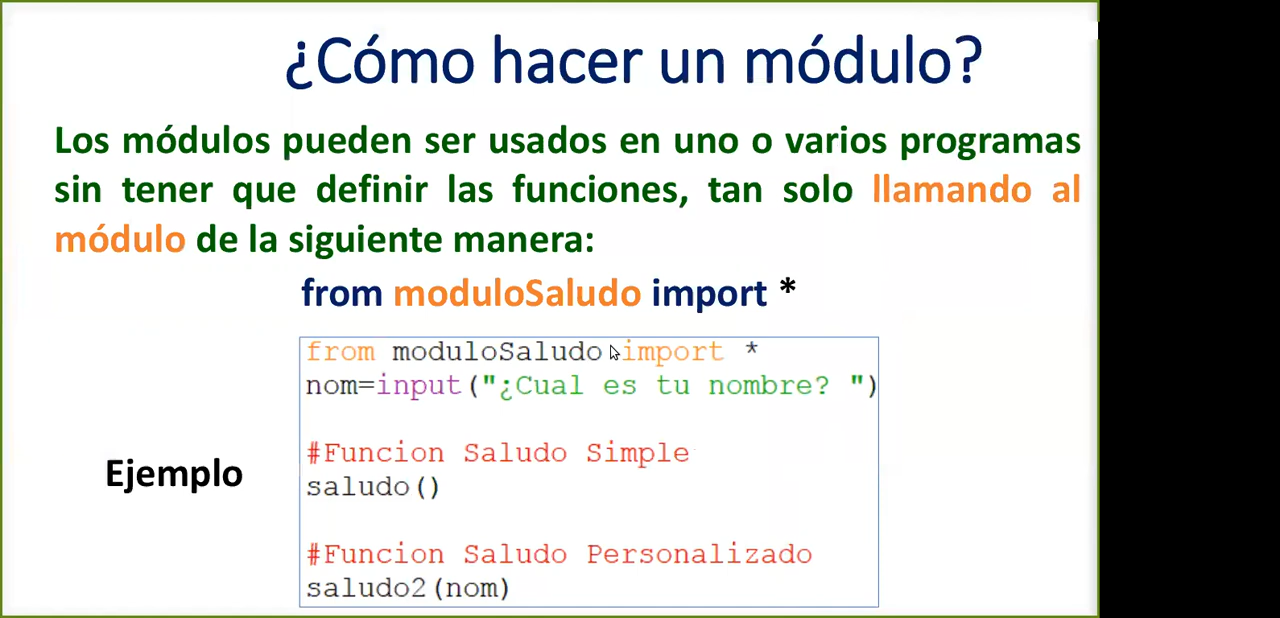 ¿Cómo hacer un módulo?
Los módulos pueden ser usados en uno o varios programas
sin tener que definir las funciones, tan solo llamando al
módulo de la siguiente manera:
from moduloSaludo import *
from moduloSaludo import *
nom=input("¿Cual es tu nombre? ")
#Funcion Saludo Simple
Ejemplo
saludo()
#Funcion Saludo Personalizado
saludo2(nom)